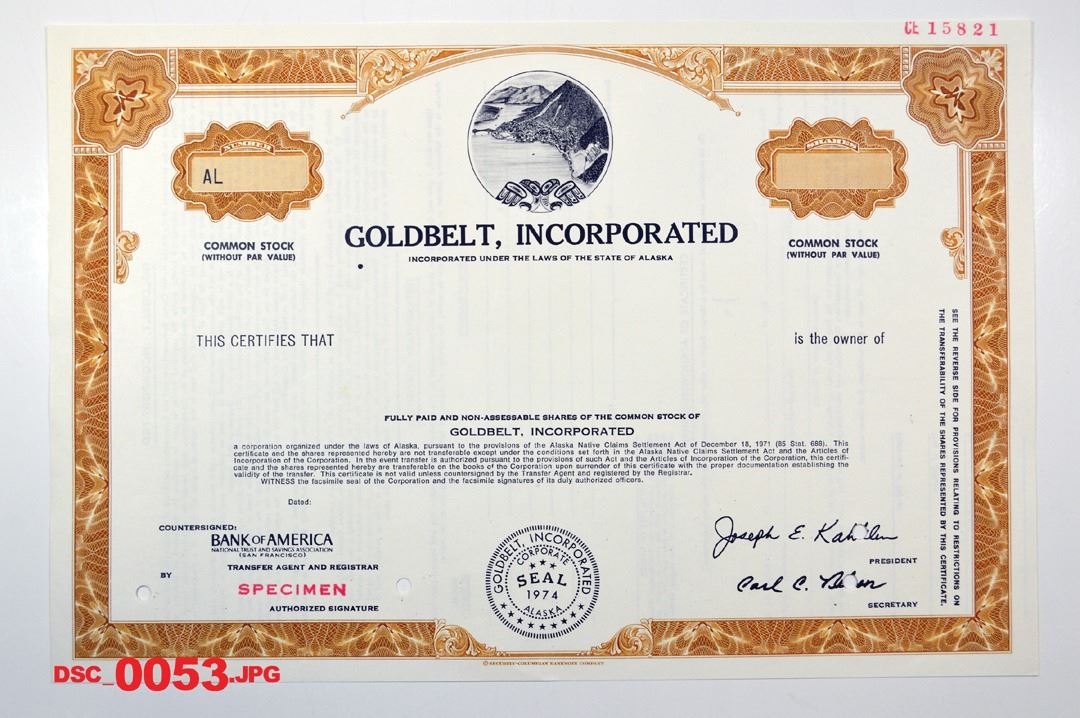 CE 15821
NUMBER
AL
SHARES
GOLDBELT, INCORPORATED
INCORPORATED UNDER THE LAWS OF THE STATE OF ALASKA
COMMON STOCK
(WITHOUT PAR VALUE)
COMMON STOCK
(WITHOUT PAR VALUE)
THIS CERTIFIES THAT
is the owner of
SEE THE REVERSE SIDE FOR PROVISIONS RELATING TO RESTRICTIONS ON
THE TRANSFERABILITY OF THE SHARES REPRESENTED BY THIS CERTIFICATE.
FULLY PAID AND NON-ASSESSABLE SHARES OF THE COMMON STOCK OF
GOLDBELT, INCORPORATED
a corporation organized under the laws of Alaska, pursuant to the provisions of the Alaska Native Claims Settlement Act of December 18, 1971 (85 Stat. 688). This
certificate and the shares represented hereby are not transferable except under the conditions set forth in the Alaska Native Claims Settlement Act and the Articles of
Incorporation of the Corporation. In the event transfer is authorized pursuant to the provisions of such Act and the Articles of Incorporation of the Corporation, this certifi-
cate and the shares represented hereby are transferable on the books of the Corporation upon surrender of this certificate with the proper documentation establishing the
validity of the transfer. This certificate is not valid unless countersigned by the Transfer Agent and registered by the Registrar.
WITNESS the facsimile seal of the Corporation and the facsimile signatures of its duly authorized officers.
Dated:
COUNTERSIGNED:
BANK OF AMERICA
NATIONAL TRUST AND SAVINGS ASSOCIATION
(SAN FRANCISCO)
TRANSFER AGENT AND REGISTRAR
BY
SPECIMEN
AUTHORIZED SIGNATURE
GOLDBELT, INCORPORATED
CORPORATE
SEAL
1974
ALASKA
Joseph E.
PRESIDENT
Carl C.
SECRETARY
© SECURITY-COLUMBIAN BANKNOTE COMPANY
DSC_0053.JPG